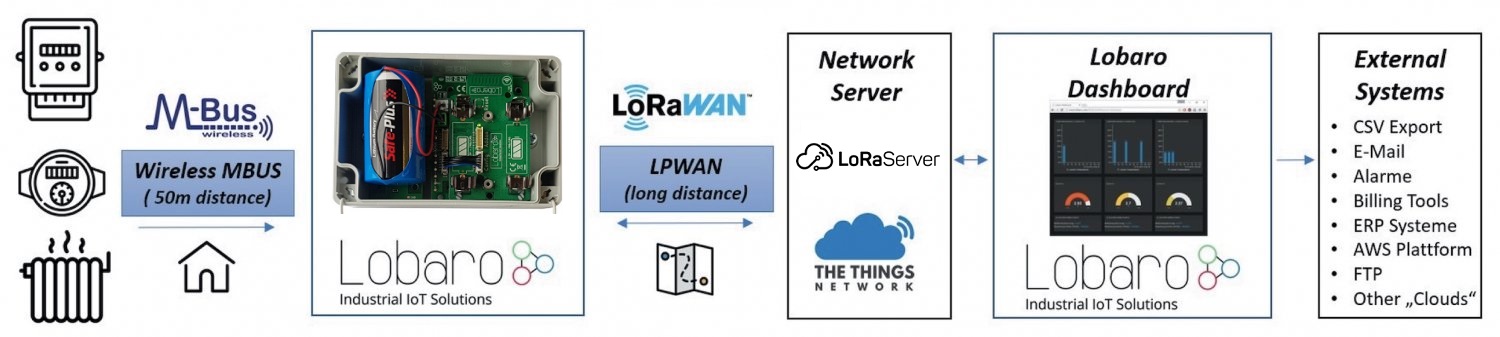 M-Bus
wireless
Wireless MBUS
( 50m distance)
Lobaro
Industrial IoT Solutions
LoRaWAN™
LPWAN
(long distance)
Network
Server
LoRaServer
THE THINGS
NETWORK
Lobaro
Dashboard
Lobaro
Industrial IoT Solutions
External
Systems
• CSV Export
• E-Mail
• Alarme
• Billing Tools
• ERP Systeme
• AWS Plattform
• FTP
• Other „Clouds“